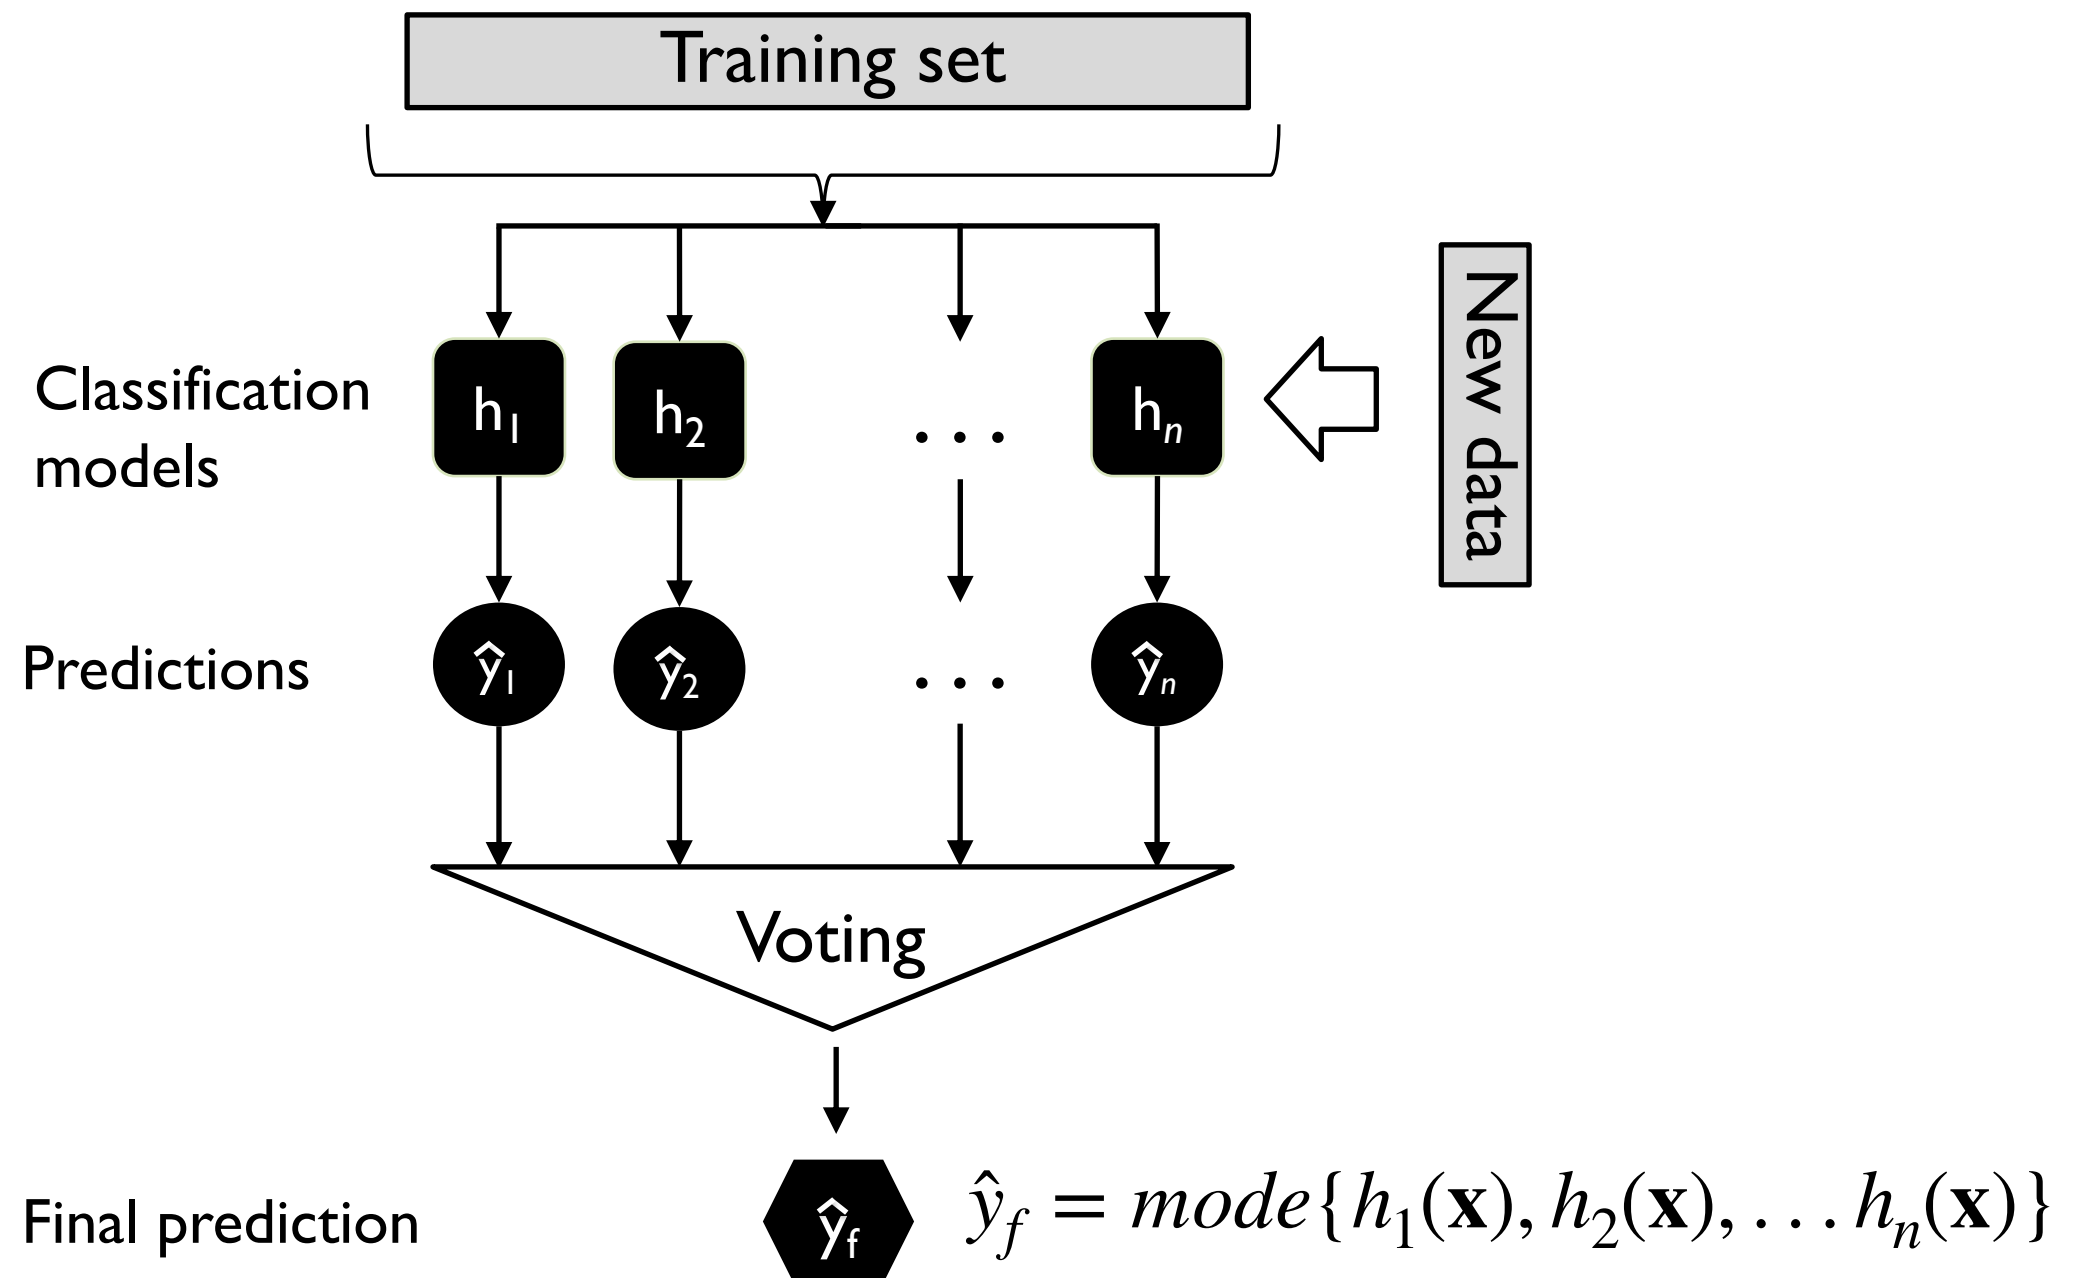 Training set
New data
Classification
models
h₁
h₂
. . .
hₙ
Predictions
ŷ₁
ŷ₂
. . .
ŷₙ
Voting
Final prediction
ŷf
ŷf = mode{h₁(x), h₂(x), . . . hₙ(x)}